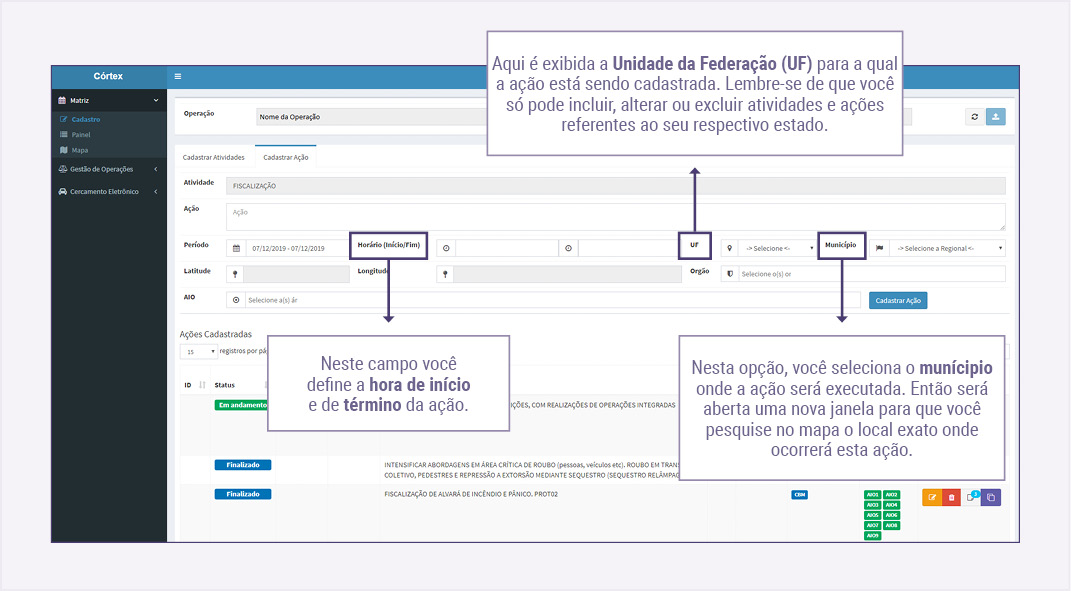 Aqui é exibida a Unidade da Federação (UF) para a qual
a ação está sendo cadastrada. Lembre-se de que você
só pode incluir, alterar ou excluir atividades e ações
referentes ao seu respectivo estado.
Córtex
Matriz
Cadastro
Painel
Mapa
Gestão de Operações
Cercamento Eletrônico
Operação
Nome da Operação
Cadastrar Atividades
Cadastrar Ação
Atividade
FISCALIZAÇÃO
Ação
Ação
Período
07/12/2019 - 07/12/2019
Horário (Início/Fim)
UF
-> Selecione <-
Município
-> Selecione a Regional <-
Latitude
Longitude
Orgão
Selecione o(s) or
AIO
Selecione a(s) ár
Cadastrar Ação
Ações Cadastradas
15
registros por pág
ID
Status
Neste campo você
define a hora de início
e de término da ação.
Nesta opção, você seleciona o munícipio
onde a ação será executada. Então será
aberta uma nova janela para que você
pesquise no mapa o local exato onde
ocorrerá esta ação.
Em andamento
IÇÕES, COM REALIZAÇÕES DE OPERAÇÕES INTEGRADAS
Finalizado
INTENSIFICAR ABORDAGENS EM ÁREA CRÍTICA DE ROUBO (pessoas, veículos etc). ROUBO EM TRANS
COLETIVO, PEDESTRES E REPRESSÃO A EXTORSÃO MEDIANTE SEQUESTRO (SEQUESTRO RELÂMPAG
Finalizado
FISCALIZAÇÃO DE ALVARÁ DE INCÊNDIO E PÂNICO. PROT02
CBM
AIO1 AIO2
AIO3 AIO4
AIO5 AIO6
AIO7 AIO8
AIO9